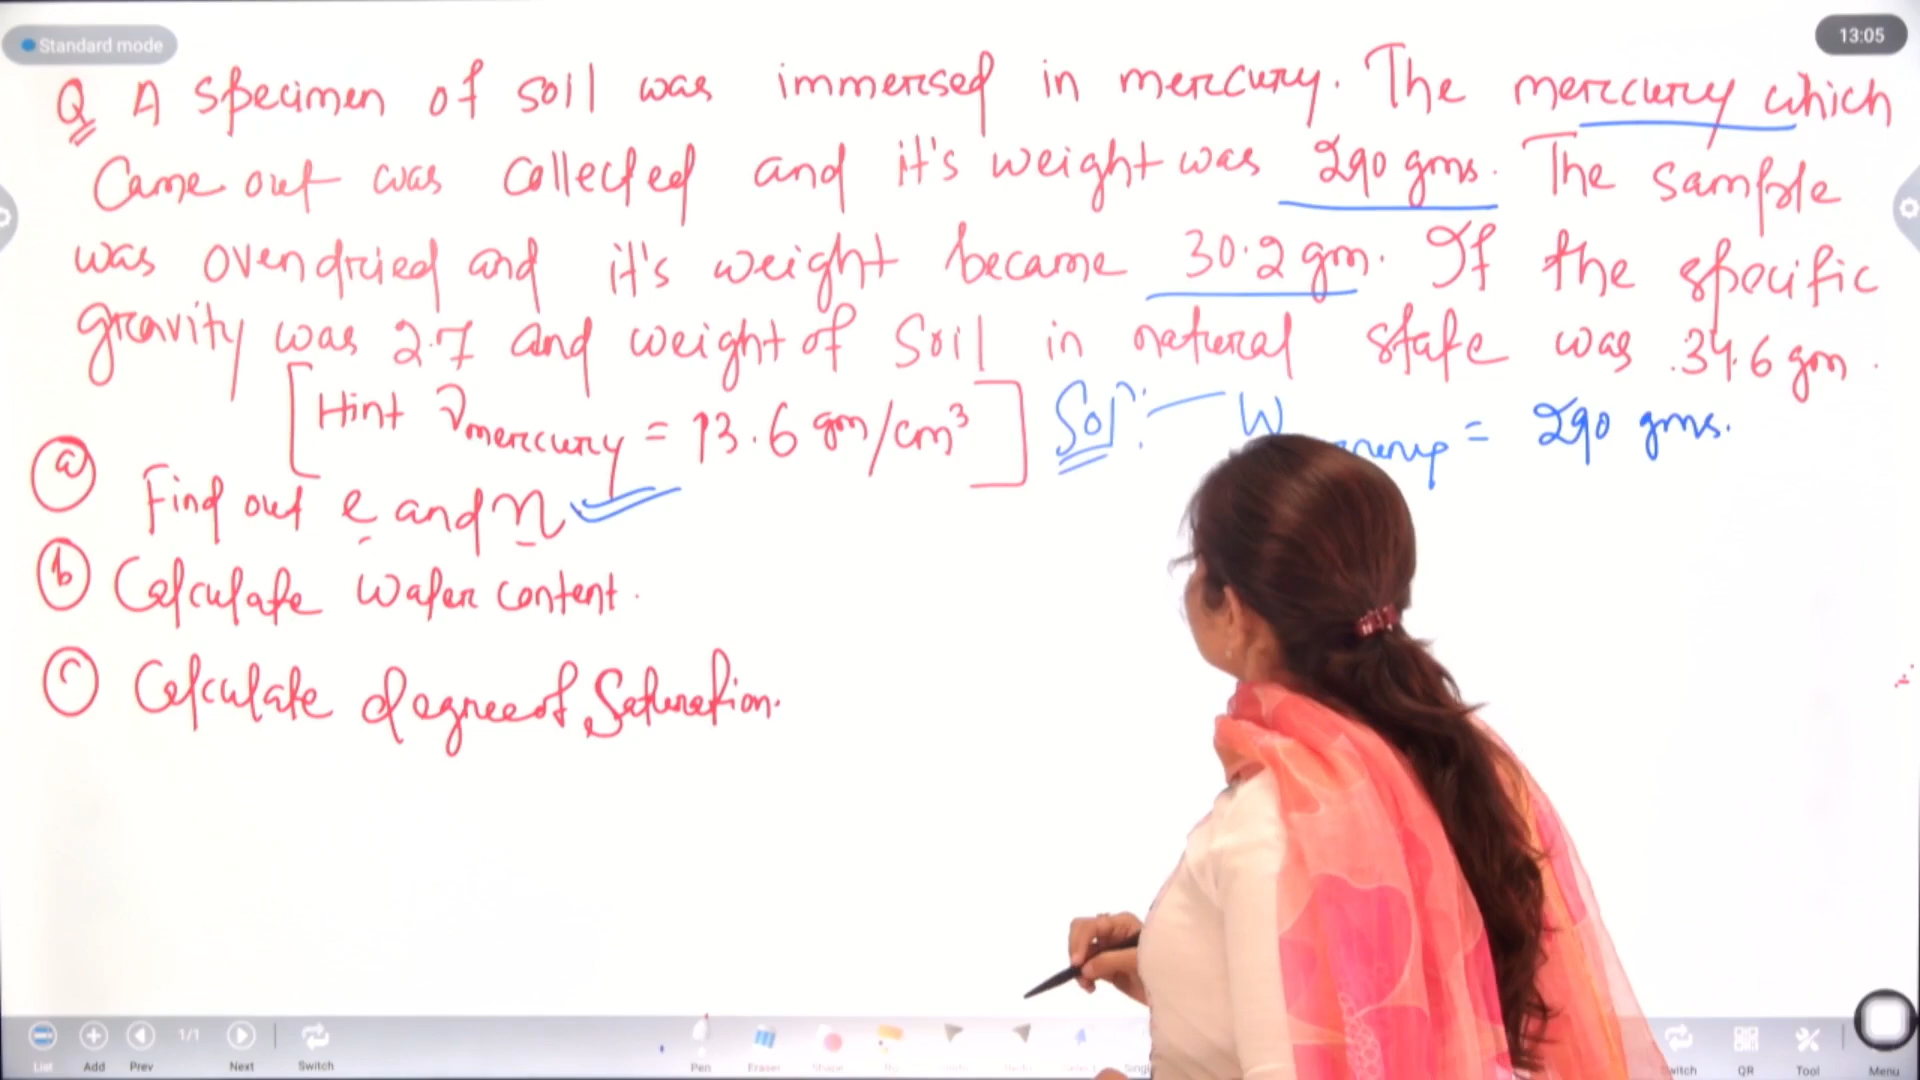 Standard mode
13:05
Q A specimen of soil was immersed in mercury. The mercury which
Came out was collected and it's weight was 290 gms. The sample
was ovendried and it's weight became 30.2 gm. If the specific
gravity was 2.7 and weight of soil in natural state was 34.6 gm.
[Hint γmercury = 13.6 gm/cm³] Solⁿ:- W = 290 gms.
(a) Find out e and n
(b) Calculate water content.
(c) Calculate degree of Saturation.
List Add Prev 1/1 Next Switch Pen Eraser QR Tool Menu